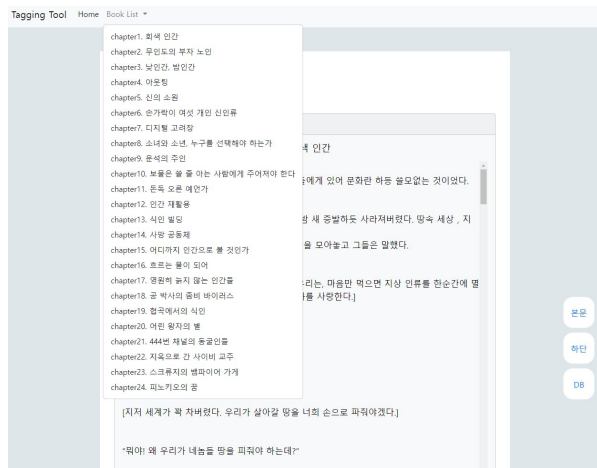 Tagging Tool Home Book List
chapter1. 회색 인간
chapter2. 무인도의 부자 노인
chapter3. 낮인간, 밤인간
chapter4. 아웃팅
chapter5. 신의 소원
chapter6. 손가락이 여섯 개인 신인류
chapter7. 디지털 고려장
chapter8. 소녀와 소년, 누구를 선택해야 하는가
색 인간
chapter9. 운석의 주인
chapter10. 보물은 쓸 줄 아는 사람에게 주어져야 한다
들에게 있어 문화란 하등 쓸모없는 것이었다.
chapter11. 돈독 오른 예언가
chapter12. 인간 재활용
chapter13. 식인 빌딩
밤 새 증발하듯 사라져버렸다. 땅속 세상 , 지
chapter14. 사망 공동체
chapter15. 어디까지 인간으로 볼 것인가
을 모아놓고 그들은 말했다.
chapter16. 흐르는 물이 되어
chapter17. 영원히 늙지 않는 인간들
우리는, 마음만 먹으면 지상 인류를 한순간에 멸
chapter18. 공 박사의 좀비 바이러스
를 사랑한다.]
chapter19. 협곡에서의 식인
본문
chapter20. 어린 왕자의 별
chapter21. 444번 채널의 동굴인들
하단
chapter22. 지옥으로 간 사이비 교주
chapter23. 스크류지의 뱀파이어 가게
DB
chapter24. 피노키오의 꿈
[지저 세계가 꽉 차버렸다. 우리가 살아갈 땅을 너희 손으로 파줘야겠다.]
"뭐야! 왜 우리가 네놈들 땅을 파줘야 하는데?"